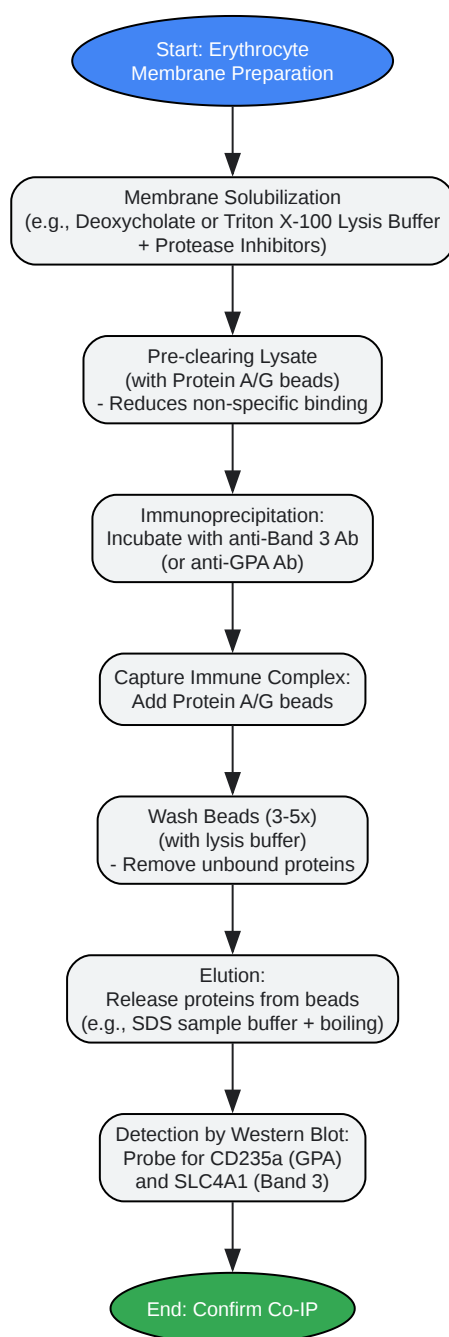 Start: Erythrocyte
Membrane Preparation
Membrane Solubilization
(e.g., Deoxycholate or Triton X-100 Lysis Buffer
+ Protease Inhibitors)
Pre-clearing Lysate
(with Protein A/G beads)
- Reduces non-specific binding
Immunoprecipitation:
Incubate with anti-Band 3 Ab
(or anti-GPA Ab)
Capture Immune Complex:
Add Protein A/G beads
Wash Beads (3-5x)
(with lysis buffer)
- Remove unbound proteins
Elution:
Release proteins from beads
(e.g., SDS sample buffer + boiling)
Detection by Western Blot:
Probe for CD235a (GPA)
and SLC4A1 (Band 3)
End: Confirm Co-IP